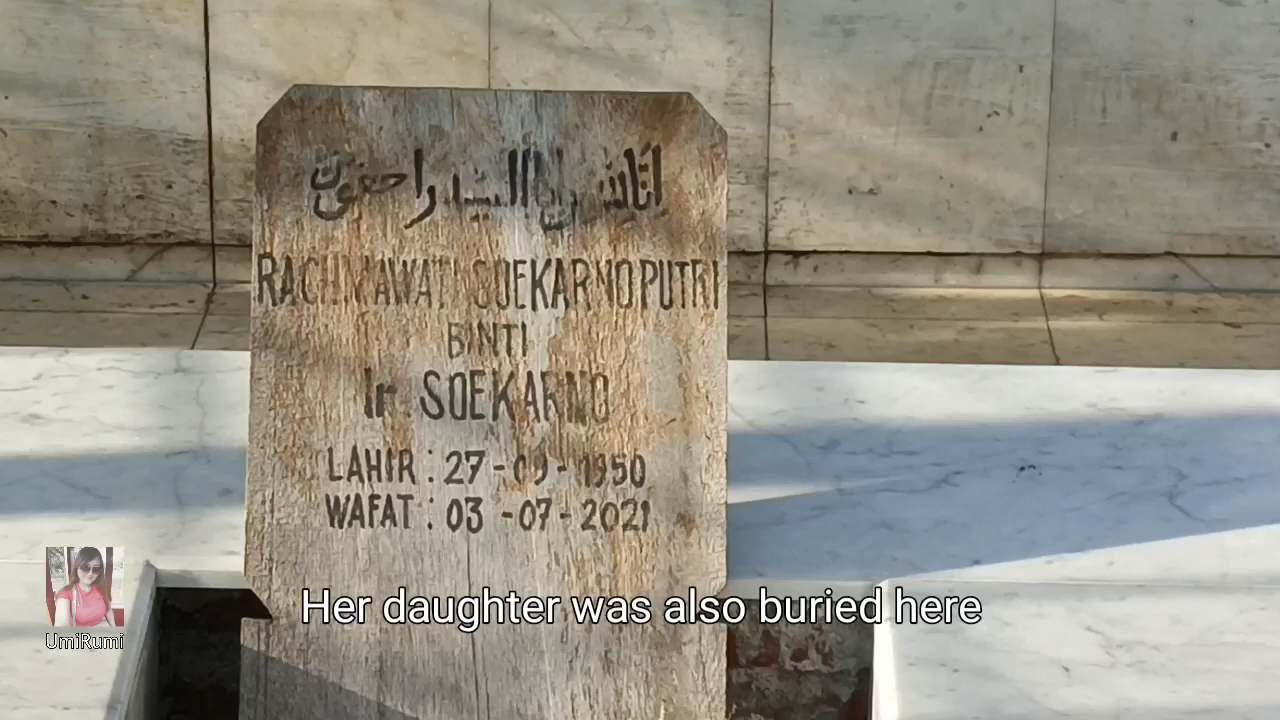 إنا لله وإنا إليه راجعون
RACHMAWATI SOEKARNOPUTRI
BINTI
Ir. SOEKARNO
LAHIR : 27-09-1950
WAFAT : 03-07-2021
Her daughter was also buried here
UmiRumi